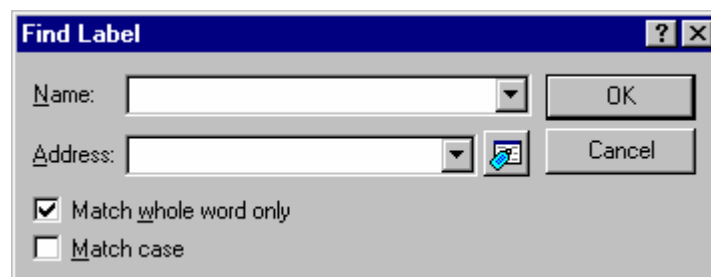 Find Label
Name:
OK
Address:
Cancel
Match whole word only
Match case